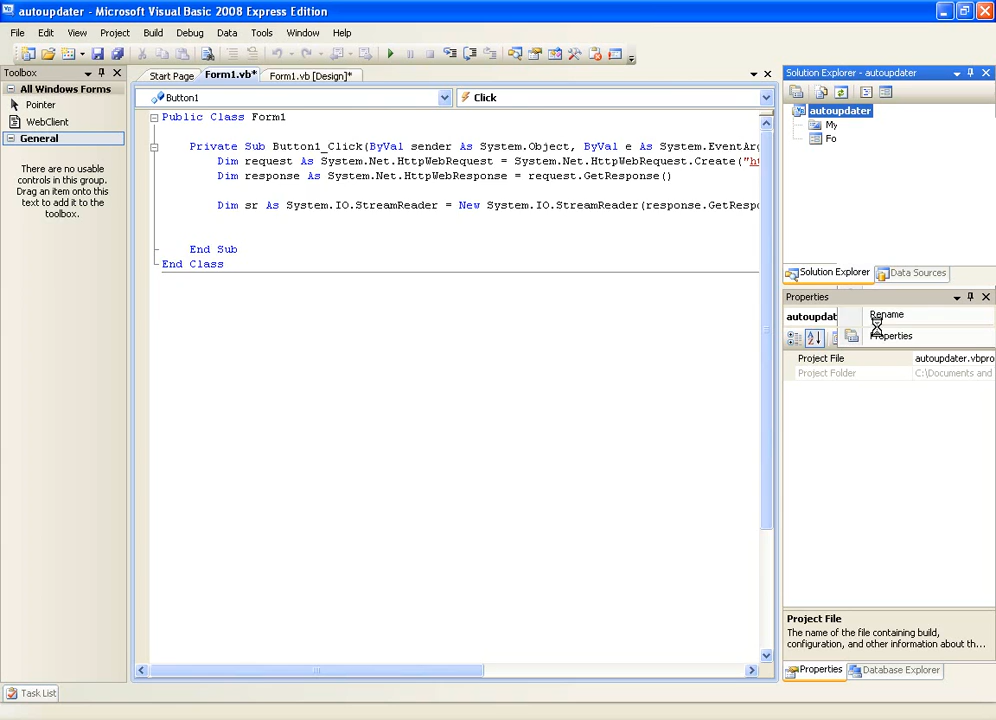 autoupdater - Microsoft Visual Basic 2008 Express Edition
File Edit View Project Build Debug Data Tools Window Help
Toolbox
All Windows Forms
Pointer
WebClient
General
There are no usable
controls in this group.
Drag an item onto this
text to add it to the
toolbox.
Start Page Form1.vb* Form1.vb [Design]*
Button1 Click
Public Class Form1
Private Sub Button1_Click(ByVal sender As System.Object, ByVal e As System.EventArg
Dim request As System.Net.HttpWebRequest = System.Net.HttpWebRequest.Create("ht
Dim response As System.Net.HttpWebResponse = request.GetResponse()
Dim sr As System.IO.StreamReader = New System.IO.StreamReader(response.GetRespo
End Sub
End Class
Solution Explorer - autoupdater
autoupdater
My
Fo
Solution Explorer Data Sources
Properties
autoupdat
Rename
Properties
Project File autoupdater.vbpro
Project Folder C:\Documents and
Project File
The name of the file containing build,
configuration, and other information about th...
Properties Database Explorer
Task List